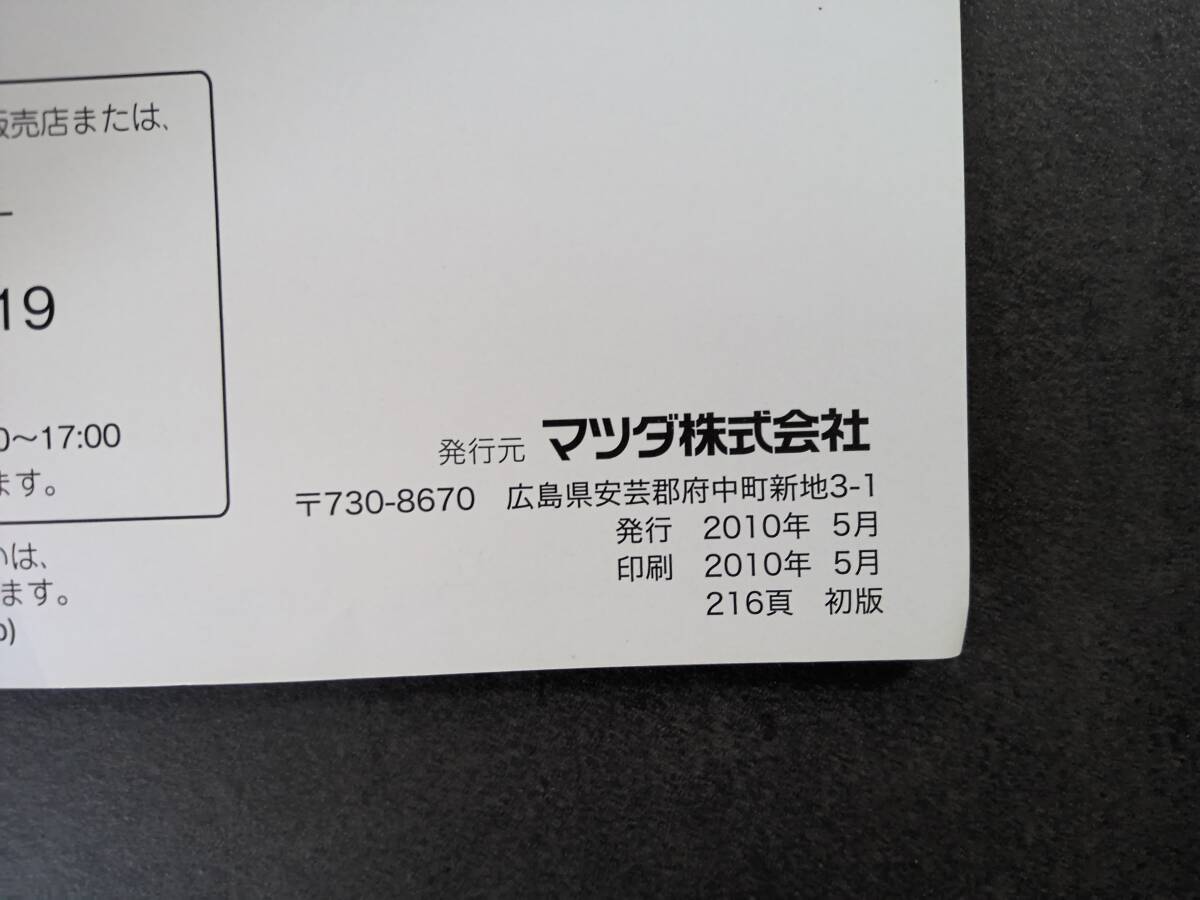 販売店または、
ー
19
0～17:00
ます。
いは、
ます。
p)
発行元 マツダ株式会社
〒730-8670 広島県安芸郡府中町新地3-1
発行 2010年 5月
印刷 2010年 5月
216頁 初版